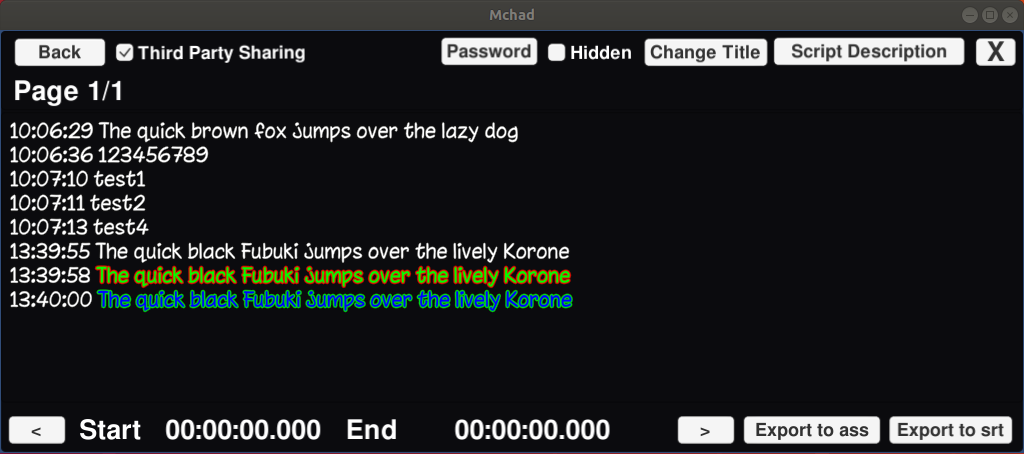 Mchad
Back Third Party Sharing Password Hidden Change Title Script Description X
Page 1/1
10:06:29 The quick brown fox jumps over the lazy dog
10:06:36 123456789
10:07:10 test1
10:07:11 test2
10:07:13 test4
13:39:55 The quick black Fubuki jumps over the lively Korone
13:39:58 The quick black Fubuki jumps over the lively Korone
13:40:00 The quick black Fubuki jumps over the lively Korone
< Start 00:00:00.000 End 00:00:00.000 > Export to ass Export to srt